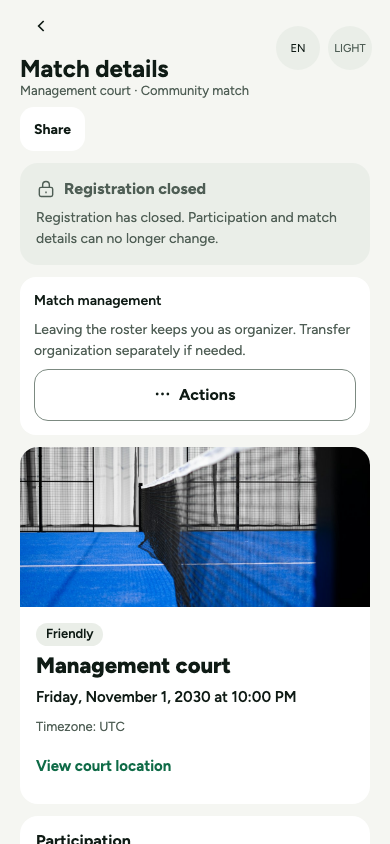 EN
LIGHT
Match details
Management court · Community match
Share
Registration closed
Registration has closed. Participation and match
details can no longer change.
Match management
Leaving the roster keeps you as organizer. Transfer
organization separately if needed.
··· Actions
Friendly
Management court
Friday, November 1, 2030 at 10:00 PM
Timezone: UTC
View court location
Participation